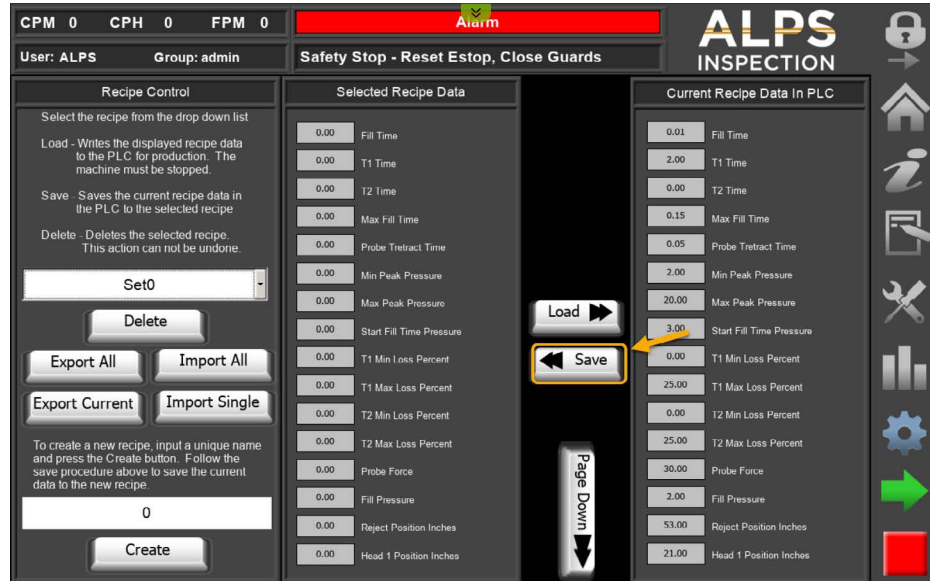 CPM 0 CPH 0 FPM 0
Alarm
ALPS
INSPECTION
User: ALPS Group: admin
Safety Stop - Reset Estop, Close Guards
Recipe Control
Select the recipe from the drop down list
Load - Writes the displayed recipe data
to the PLC for production. The
machine must be stopped.
Save - Saves the current recipe data in
the PLC to the selected recipe
Delete - Deletes the selected recipe.
This action can not be undone.
Set0
Delete
Export All Import All
Export Current Import Single
To create a new recipe, input a unique name
and press the Create button. Follow the
save procedure above to save the current
data to the new recipe.
0
Create
Selected Recipe Data
0.00 Fill Time
0.00 T1 Time
0.00 T2 Time
0.00 Max Fill Time
0.00 Probe Tretract Time
0.00 Min Peak Pressure
0.00 Max Peak Pressure
0.00 Start Fill Time Pressure
0.00 T1 Min Loss Percent
0.00 T1 Max Loss Percent
0.00 T2 Min Loss Percent
0.00 T2 Max Loss Percent
0.00 Probe Force
0.00 Fill Pressure
0.00 Reject Position Inches
0.00 Head 1 Position Inches
Load
Save
Page Down
Current Recipe Data In PLC
0.01 Fill Time
2.00 T1 Time
0.00 T2 Time
0.15 Max Fill Time
0.05 Probe Tretract Time
2.00 Min Peak Pressure
20.00 Max Peak Pressure
3.00 Start Fill Time Pressure
0.00 T1 Min Loss Percent
25.00 T1 Max Loss Percent
0.00 T2 Min Loss Percent
25.00 T2 Max Loss Percent
30.00 Probe Force
2.00 Fill Pressure
53.00 Reject Position Inches
21.00 Head 1 Position Inches